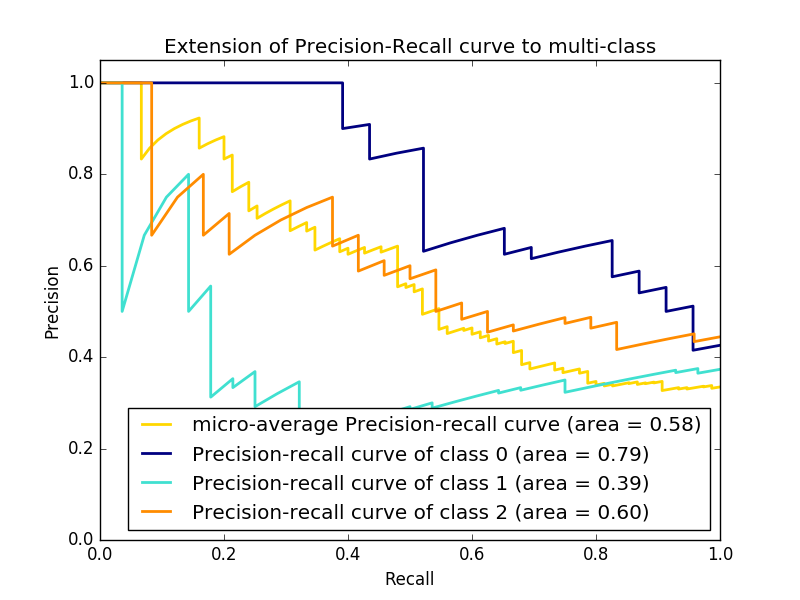 Extension of Precision-Recall curve to multi-class
1.0
0.8
0.6
0.4
0.2
0.0
Precision
micro-average Precision-recall curve (area = 0.58)
Precision-recall curve of class 0 (area = 0.79)
Precision-recall curve of class 1 (area = 0.39)
Precision-recall curve of class 2 (area = 0.60)
0.0 0.2 0.4 0.6 0.8 1.0
Recall